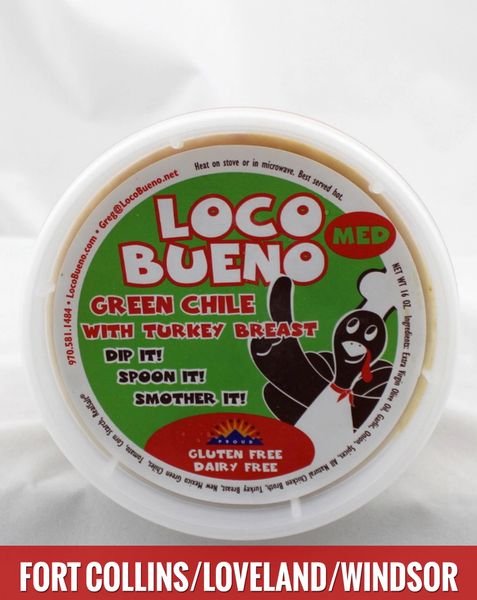 Heat on stove or in microwave. Best served hot.
970.581.1484 • LocoBueno.com • Greg@LocoBueno.net
LOCO
BUENO
MED
GREEN CHILE
WITH TURKEY BREAST
DIP IT!
SPOON IT!
SMOTHER IT!
PROUD
GLUTEN FREE
DAIRY FREE
NET WT 16 OZ. Ingredients: Extra Virgin Olive Oil, Garlic, Onion, Spices, All Natural Chicken Broth, Turkey Breast, New Mexico Green Chiles, Tomato, Corn Starch, RealSalt®
FORT COLLINS/LOVELAND/WINDSOR